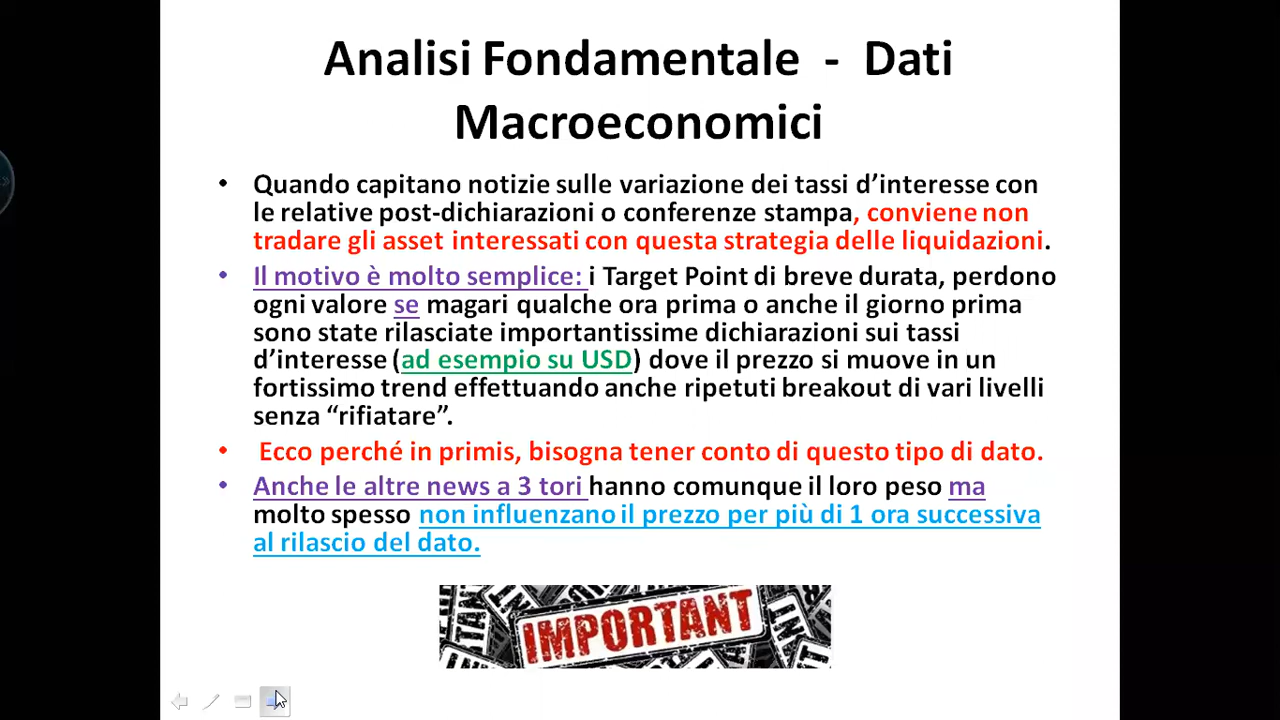 Analisi Fondamentale - Dati
Macroeconomici
• Quando capitano notizie sulle variazione dei tassi d’interesse con
le relative post-dichiarazioni o conferenze stampa, conviene non
tradare gli asset interessati con questa strategia delle liquidazioni.
• Il motivo è molto semplice: i Target Point di breve durata, perdono
ogni valore se magari qualche ora prima o anche il giorno prima
sono state rilasciate importantissime dichiarazioni sui tassi
d’interesse (ad esempio su USD) dove il prezzo si muove in un
fortissimo trend effettuando anche ripetuti breakout di vari livelli
senza “rifiatare”.
• Ecco perché in primis, bisogna tener conto di questo tipo di dato.
• Anche le altre news a 3 tori hanno comunque il loro peso ma
molto spesso non influenzano il prezzo per più di 1 ora successiva
al rilascio del dato.
IMPORTANT